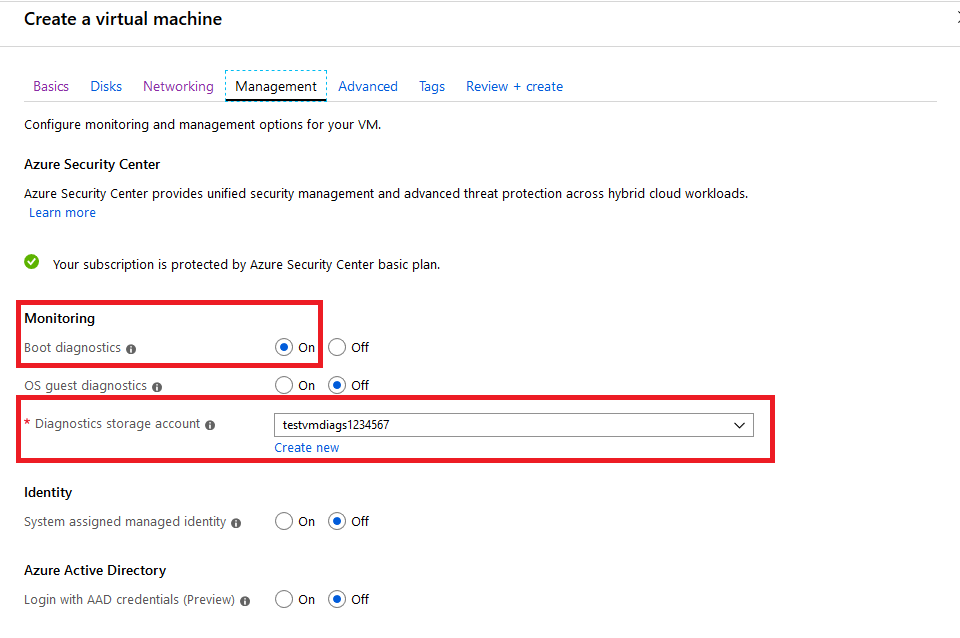 Create a virtual machine
Basics Disks Networking Management Advanced Tags Review + create
Configure monitoring and management options for your VM.
Azure Security Center
Azure Security Center provides unified security management and advanced threat protection across hybrid cloud workloads.
Learn more
Your subscription is protected by Azure Security Center basic plan.
Monitoring
Boot diagnostics On Off
OS guest diagnostics On Off
* Diagnostics storage account testvmdiags1234567
Create new
Identity
System assigned managed identity On Off
Azure Active Directory
Login with AAD credentials (Preview) On Off